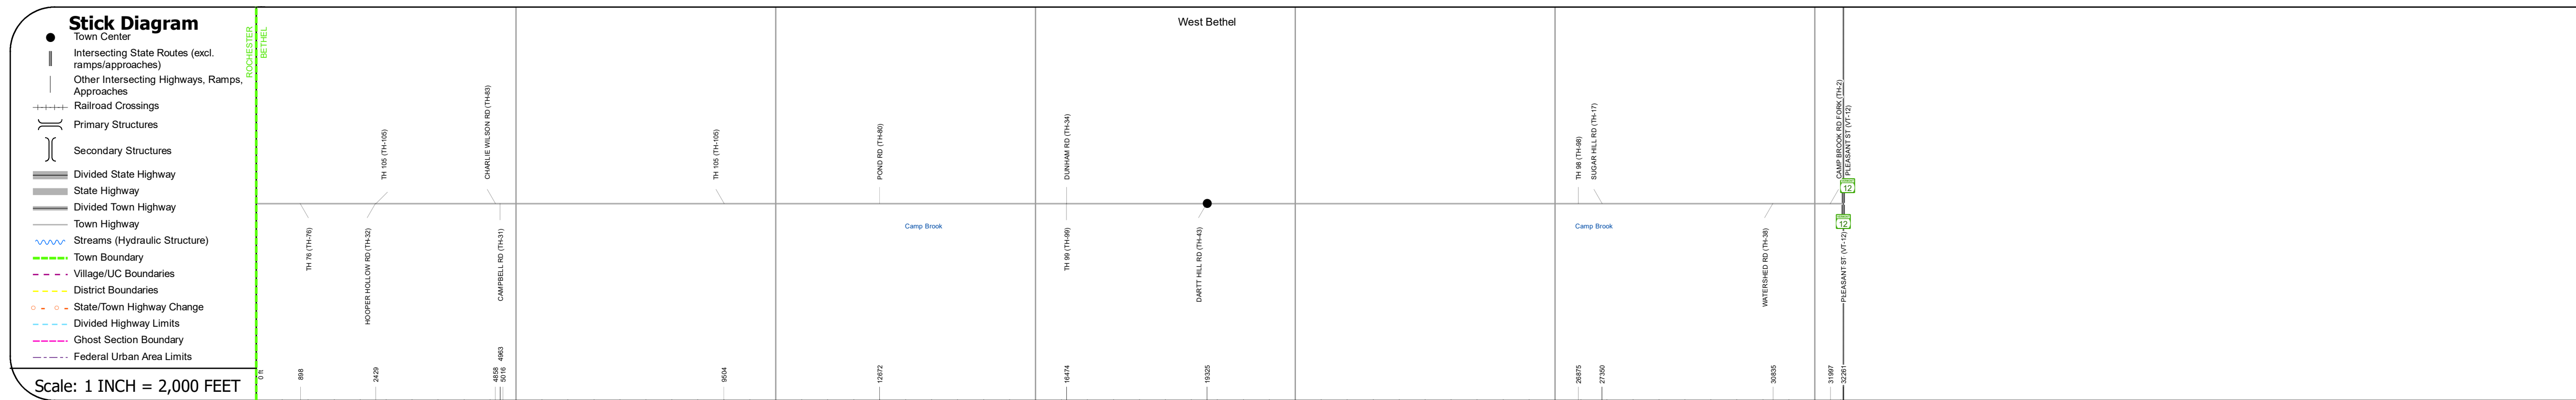 Stick Diagram
Town Center
Intersecting State Routes (excl.
ramps/approaches)
Other Intersecting Highways, Ramps,
Approaches
Railroad Crossings
Primary Structures
Secondary Structures
Divided State Highway
State Highway
Divided Town Highway
Town Highway
Streams (Hydraulic Structure)
Town Boundary
Village/UC Boundaries
District Boundaries
State/Town Highway Change
Divided Highway Limits
Ghost Section Boundary
Federal Urban Area Limits
Scale: 1 INCH = 2,000 FEET
ROCHESTER
BETHEL
West Bethel
TH 105 (TH-105)
CHARLIE WILSON RD (TH-83)
TH 105 (TH-105)
POND RD (TH-80)
DUNHAM RD (TH-34)
TH 98 (TH-98)
SUGAR HILL RD (TH-17)
CAMP BROOK RD FORK (TH-2)
PLEASANT ST (VT-12)
12
12
Camp Brook
Camp Brook
TH 76 (TH-76)
HOOPER HOLLOW RD (TH-32)
CAMPBELL RD (TH-31)
TH 99 (TH-99)
DARTT HILL RD (TH-43)
WATERSHED RD (TH-38)
PLEASANT ST (VT-12)
0 ft
898
2429
4858
4963
5016
9504
12672
16474
19325
26875
27350
30835
31997
32261